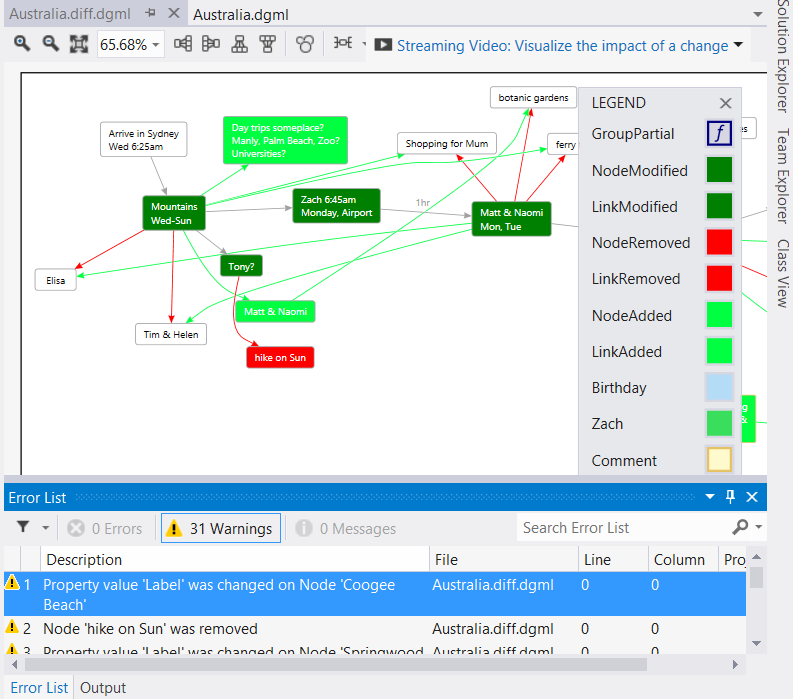 Australia.diff.dgml
Australia.dgml
65.68%
Streaming Video: Visualize the impact of a change
Solution Explorer
Team Explorer
Class View
botanic gardens
Arrive in Sydney
Wed 6:25am
Day trips someplace?
Manly, Palm Beach, Zoo?
Universities?
Shopping for Mum
ferry
Mountains
Wed-Sun
Zach 6:45am
Monday, Airport
1hr
Matt & Naomi
Mon, Tue
Tony?
Elisa
Matt & Naomi
Tim & Helen
hike on Sun
LEGEND
GroupPartial
f
NodeModified
LinkModified
NodeRemoved
LinkRemoved
NodeAdded
LinkAdded
Birthday
Zach
Comment
es
g
&
Error List
0 Errors
31 Warnings
0 Messages
Search Error List
Description File Line Column Proj
1 Property value 'Label' was changed on Node 'Coogee Australia.diff.dgml 0 0
Beach'
2 Node 'hike on Sun' was removed Australia.diff.dgml 0 0
3 Property value 'Label' was changed on Node 'Springwood Australia.diff.dgml 0 0
Error List
Output